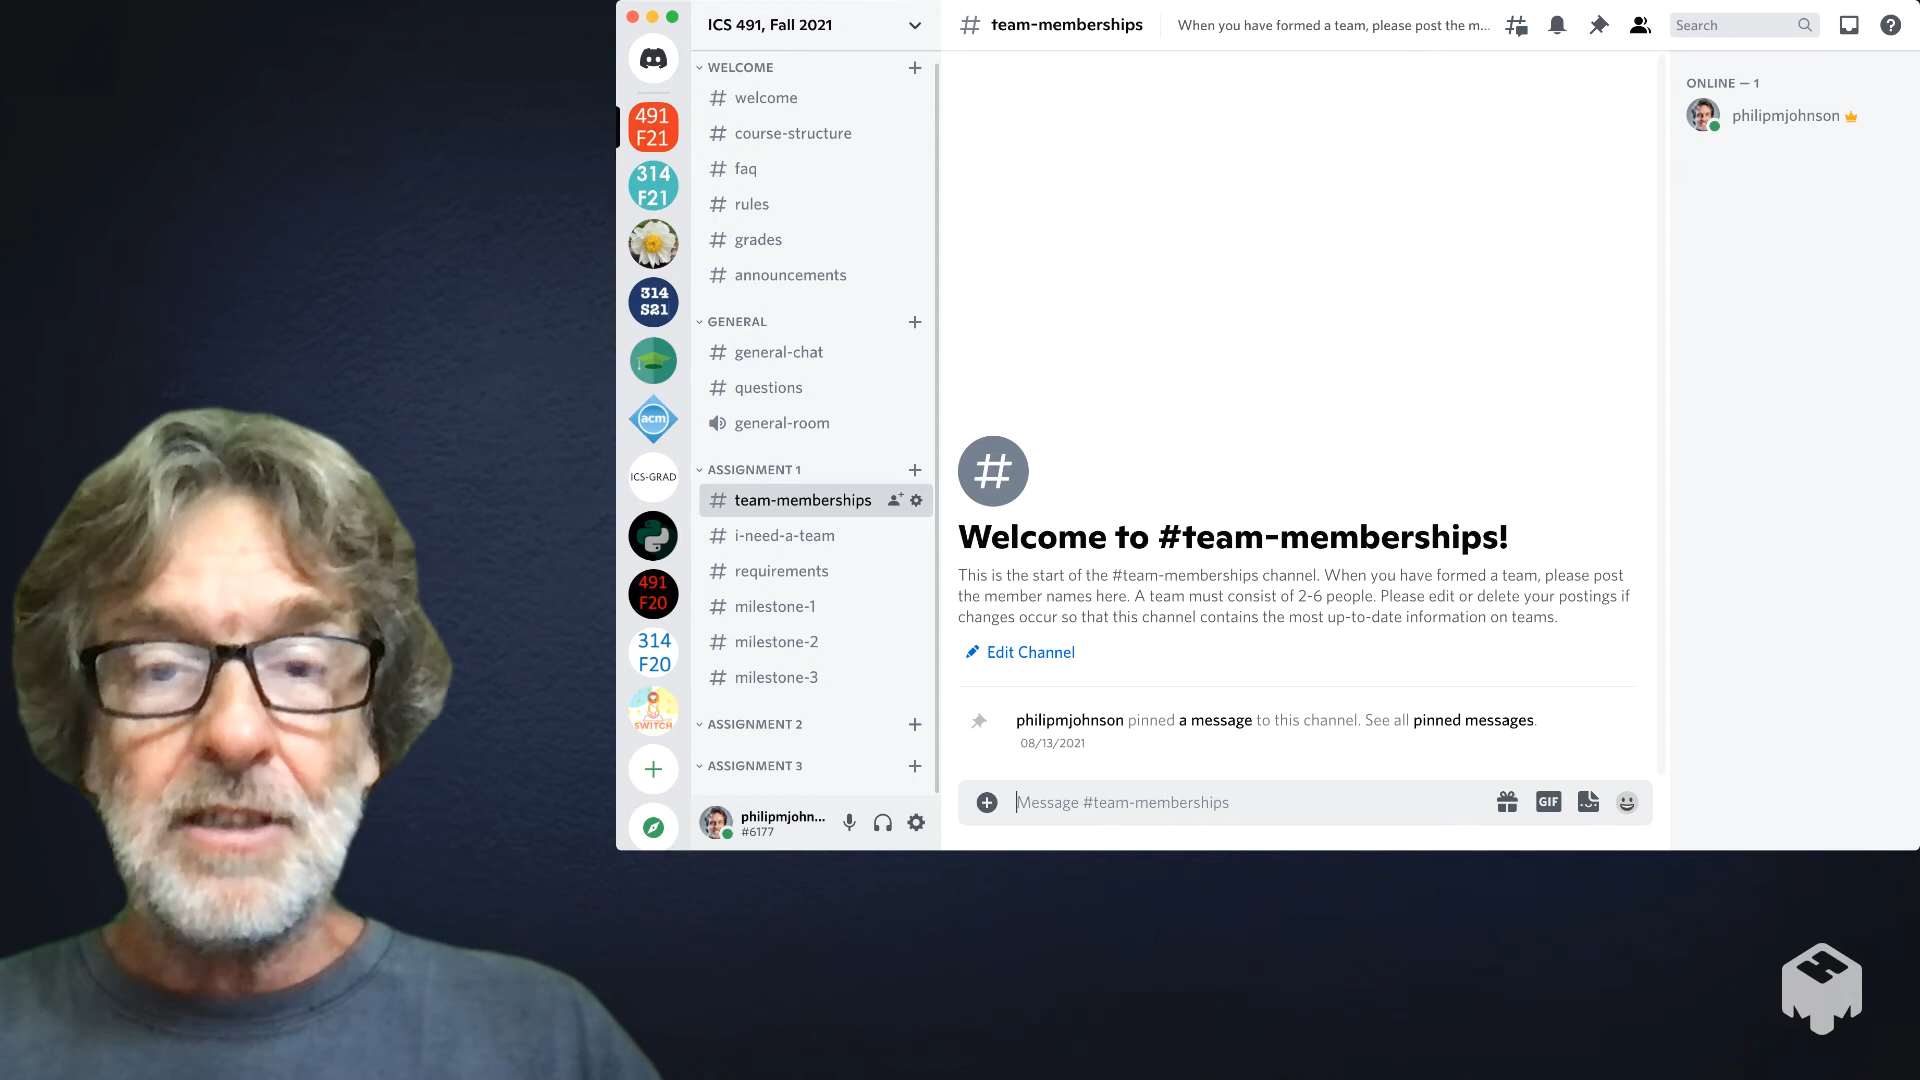 ICS 491, Fall 2021
team-memberships
When you have formed a team, please post the m...
Search
491
F21
314
F21
314
S21
acm
ICS-GRAD
491
F20
314
F20
SWITCH
WELCOME
welcome
course-structure
faq
rules
grades
announcements
GENERAL
general-chat
questions
general-room
ASSIGNMENT 1
team-memberships
i-need-a-team
requirements
milestone-1
milestone-2
milestone-3
ASSIGNMENT 2
ASSIGNMENT 3
philipmjohn...
#6177
Welcome to #team-memberships!
This is the start of the #team-memberships channel. When you have formed a team, please post
the member names here. A team must consist of 2-6 people. Please edit or delete your postings if
changes occur so that this channel contains the most up-to-date information on teams.
Edit Channel
philipmjohnson pinned a message to this channel. See all pinned messages.
08/13/2021
Message #team-memberships
GIF
ONLINE — 1
philipmjohnson